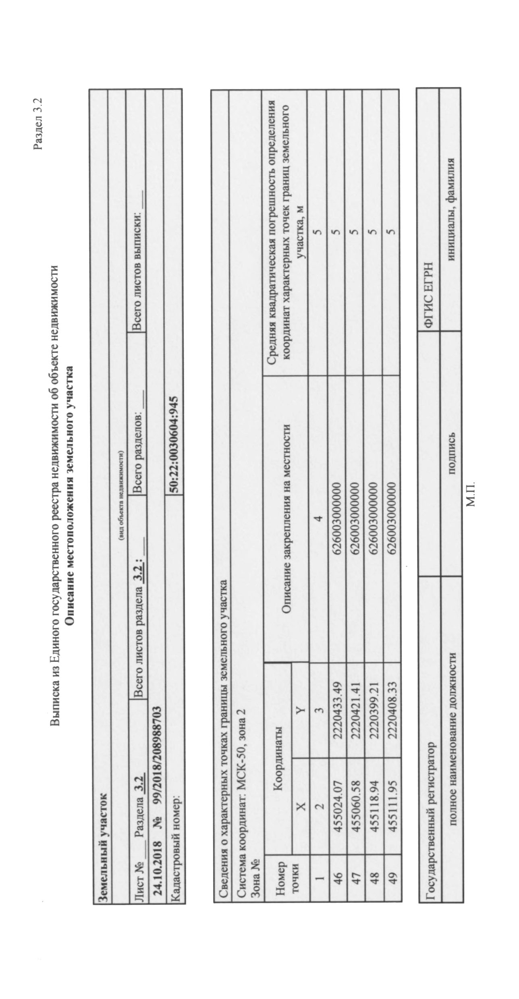 Раздел 3.2
Выписка из Единого государственного реестра недвижимости об объекте недвижимости
Описание местоположения земельного участка
Земельный участок
(вид объекта недвижимости)
Лист № ___ Раздела 3.2 Всего листов раздела 3.2 : ___ Всего разделов: ___ Всего листов выписки: ___
24.10.2018 № 99/2018/208988703
Кадастровый номер: 50:22:0030604:945
Сведения о характерных точках границы земельного участка
Система координат: МСК-50, зона 2
Зона №
Номер точки Координаты Описание закрепления на местности Средняя квадратическая погрешность определения
координат характерных точек границ земельного
участка, м
X Y
1 2 3 4 5
46 455024.07 2220433.49 626003000000 5
47 455060.58 2220421.41 626003000000 5
48 455118.94 2220399.21 626003000000 5
49 455111.95 2220408.33 626003000000 5
Государственный регистратор ФГИС ЕГРН
полное наименование должности подпись инициалы, фамилия
М.П.